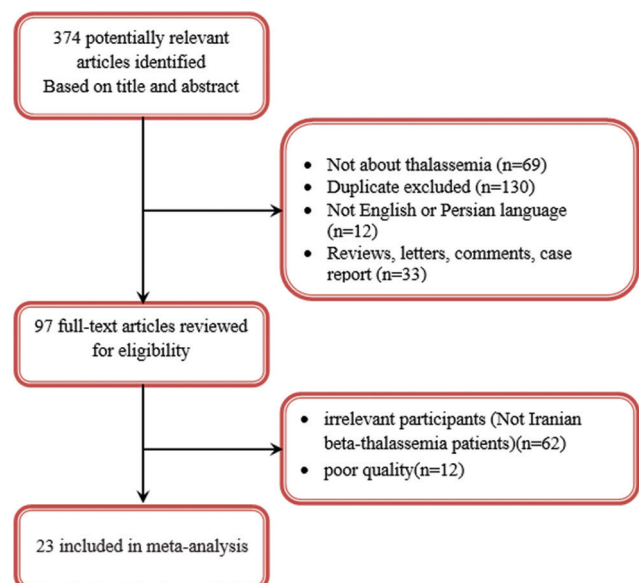 374 potentially relevant
articles identified
Based on title and abstract
• Not about thalassemia (n=69)
• Duplicate excluded (n=130)
• Not English or Persian language
(n=12)
• Reviews, letters, comments, case
report (n=33)
97 full-text articles reviewed
for eligibility
• irrelevant participants (Not Iranian
beta-thalassemia patients)(n=62)
• poor quality(n=12)
23 included in meta-analysis